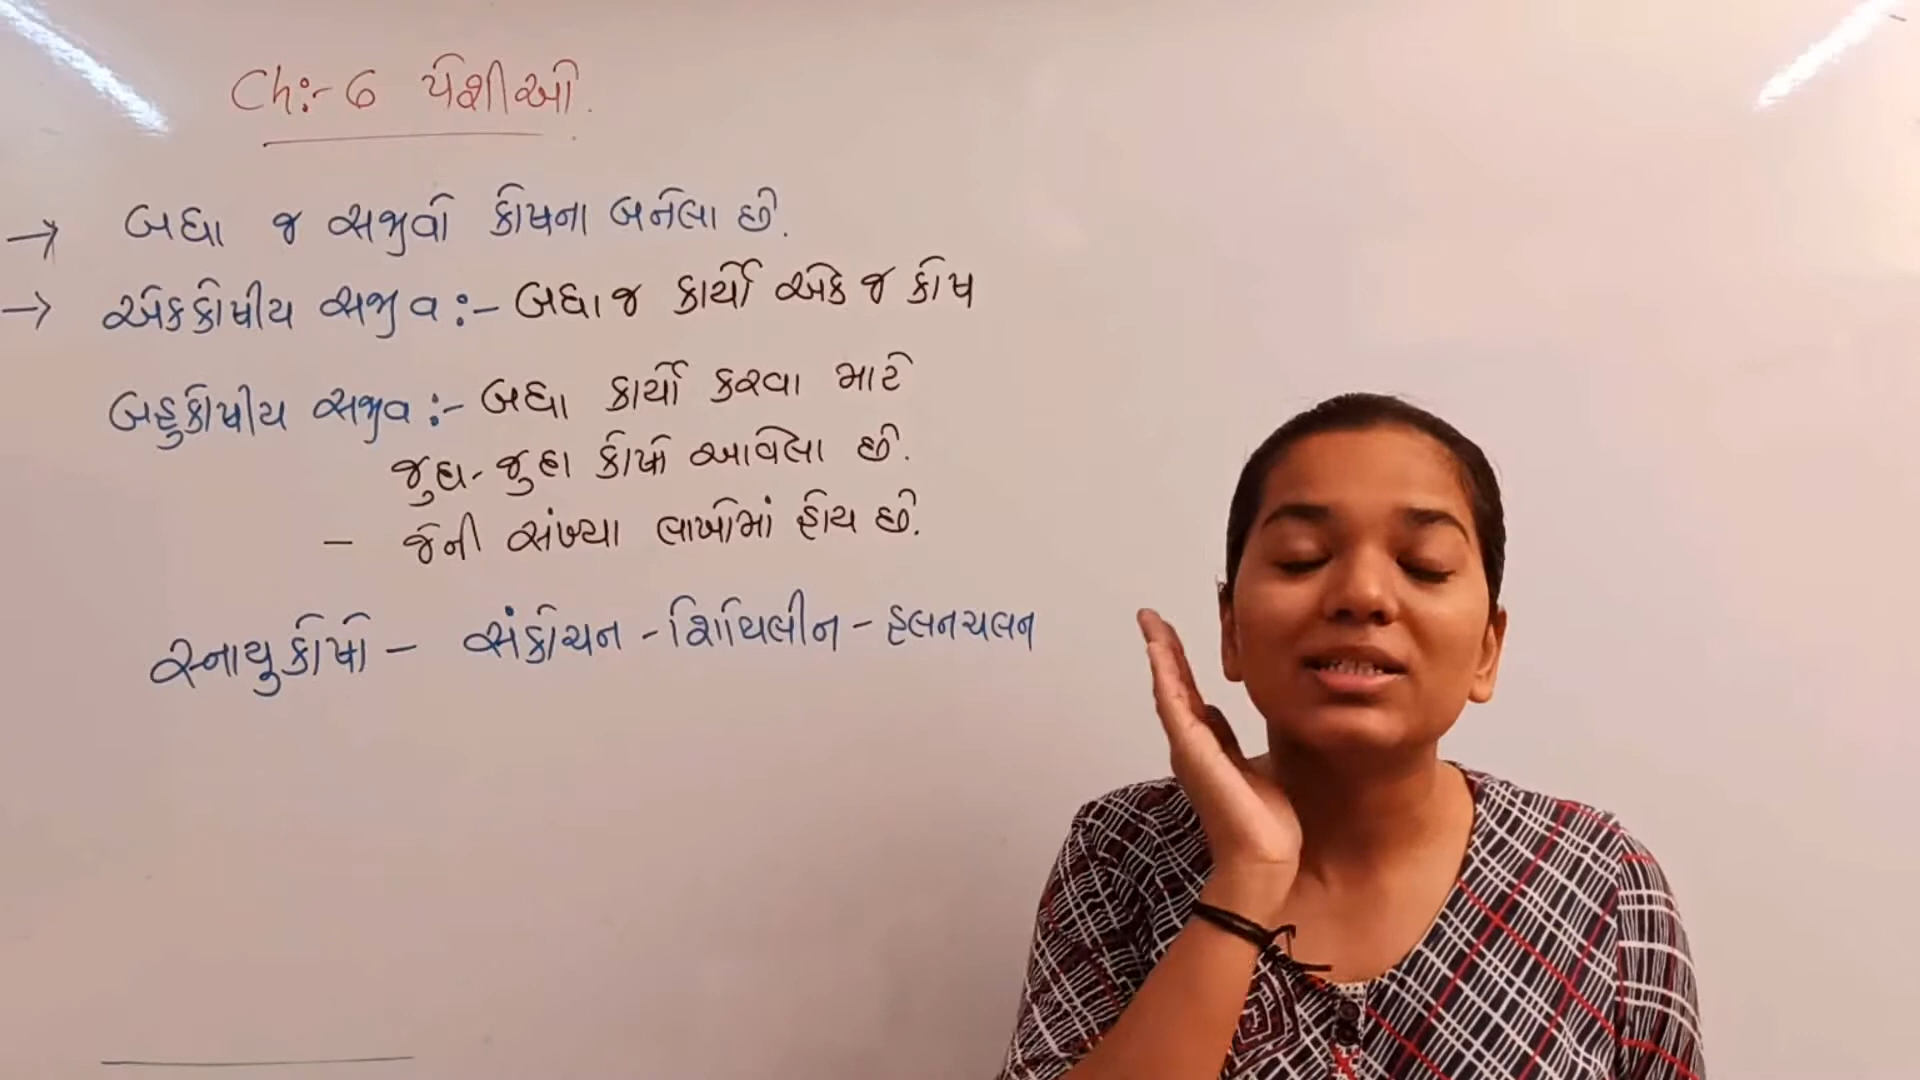 Ch:- 6 પેશીઓ.
→ બધા જ સજીવો કોષના બનેલા છે.
→ એકકોષીય સજીવ :- બધા જ કાર્યો એક જ કોષ
બહુકોષીય સજીવ :- બધા કાર્યો કરવા માટે
જુદા-જુદા કોષો આવેલા છે.
- જેની સંખ્યા લાખોમાં હોય છે.
સ્નાયુકોષો - સંકોચન - શિથિલીન - હલનચલન